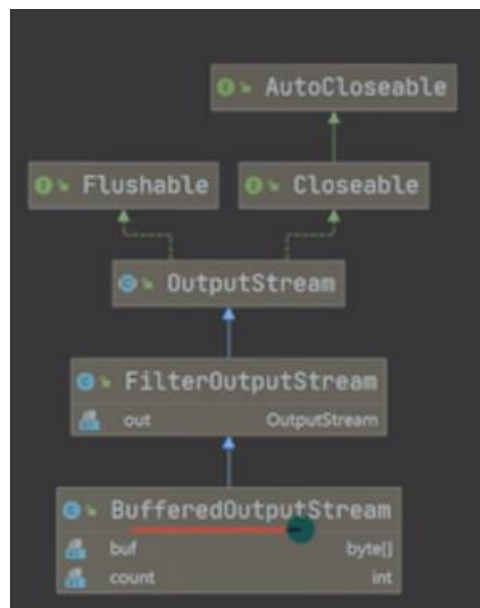 AutoCloseable
Flushable
Closeable
OutputStream
FilterOutputStream
out OutputStream
BufferedOutputStream
buf byte[]
count int